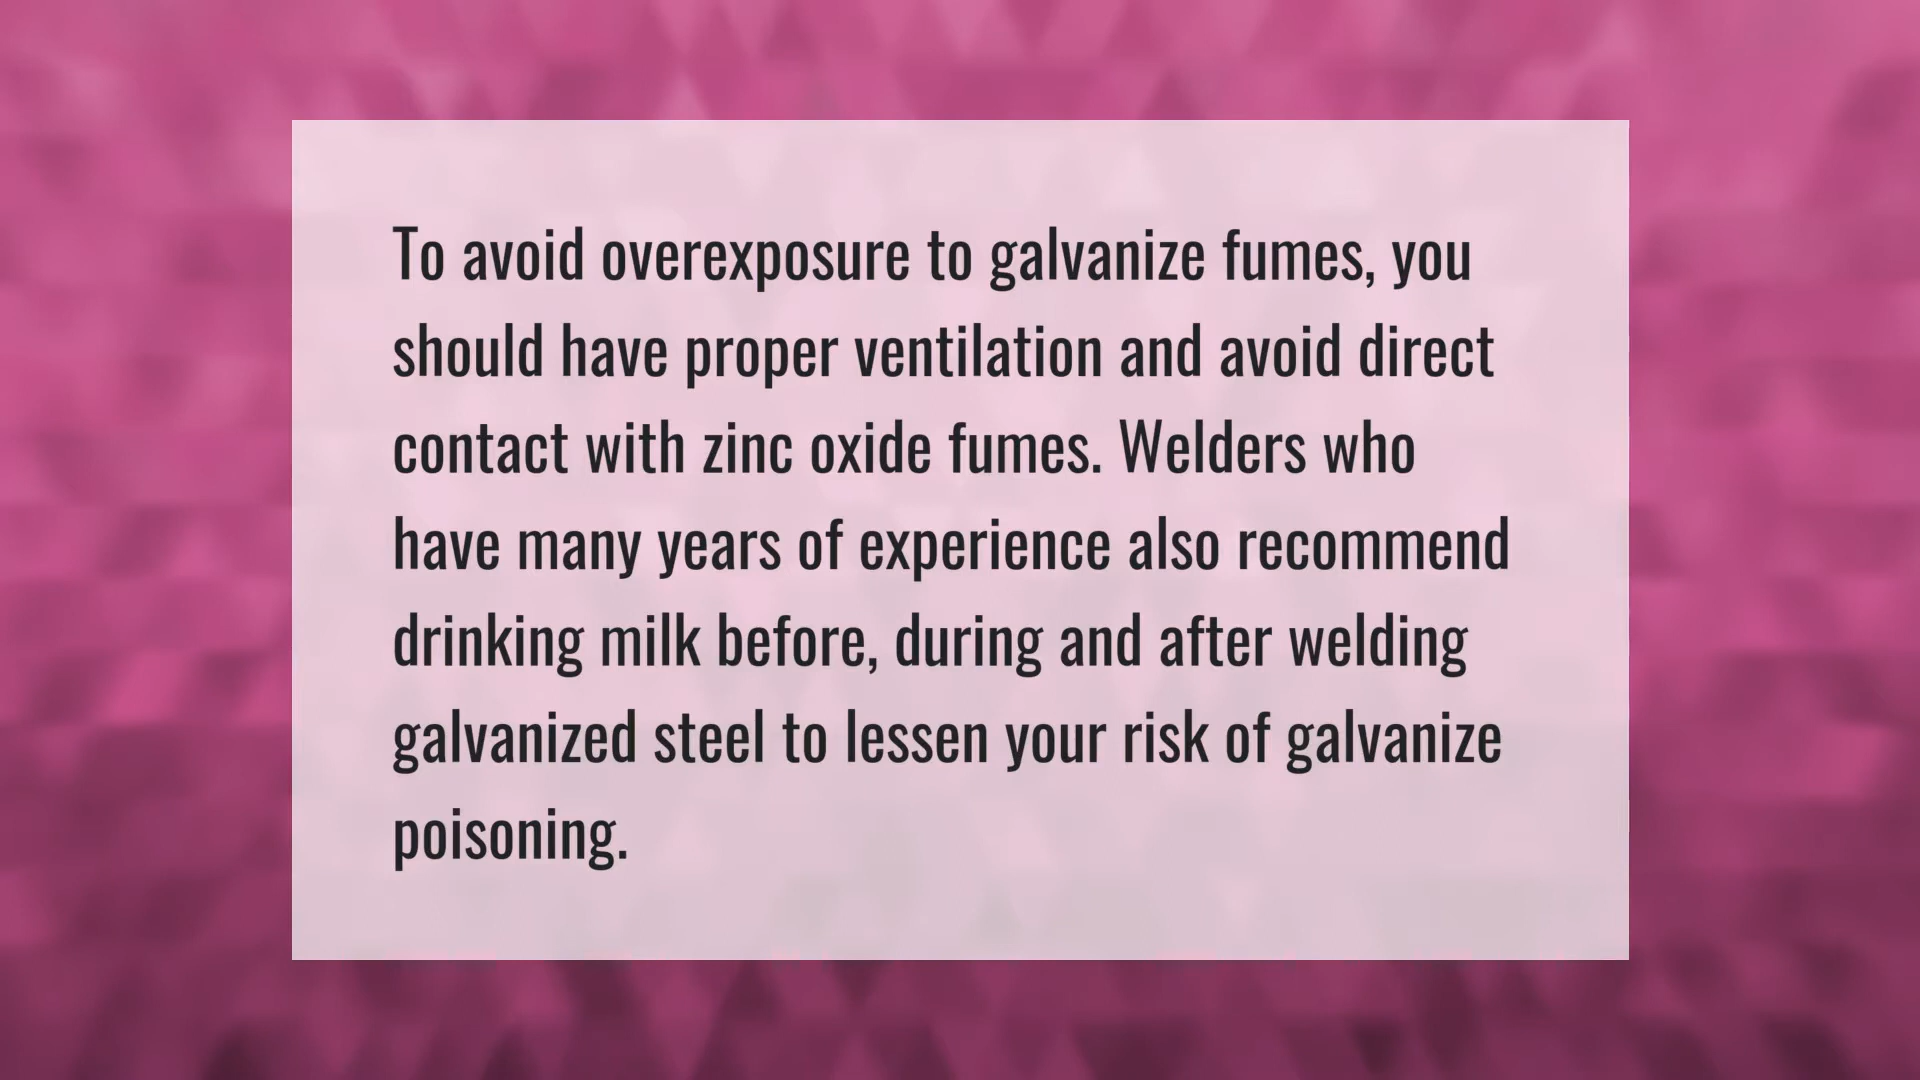 To avoid overexposure to galvanize fumes, you
should have proper ventilation and avoid direct
contact with zinc oxide fumes. Welders who
have many years of experience also recommend
drinking milk before, during and after welding
galvanized steel to lessen your risk of galvanize
poisoning.